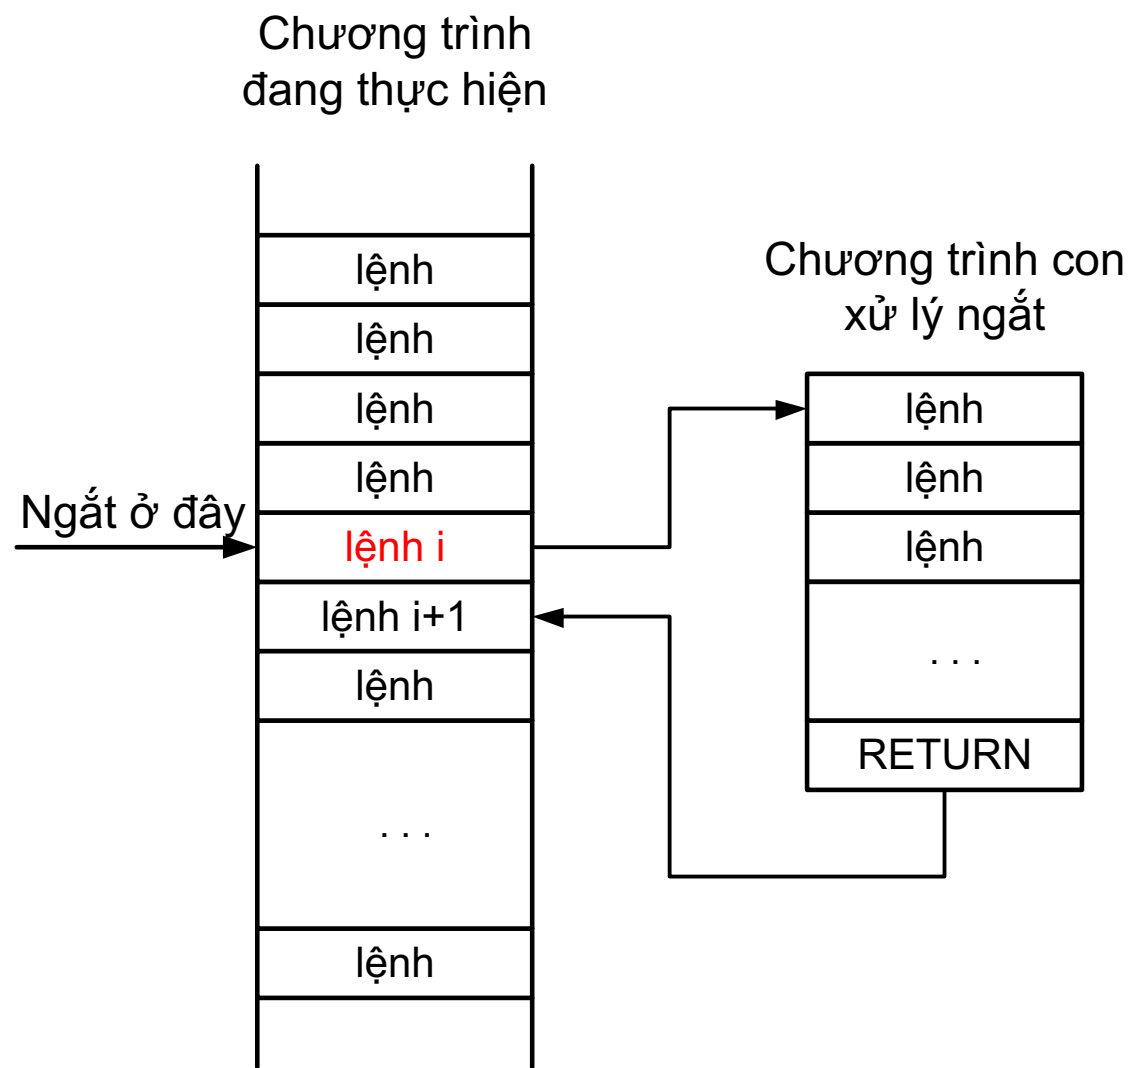 Chương trình
đang thực hiện
lệnh
lệnh
lệnh
lệnh
Ngắt ở đây
lệnh i
lệnh i+1
lệnh
. . .
lệnh
Chương trình con
xử lý ngắt
lệnh
lệnh
lệnh
. . .
RETURN